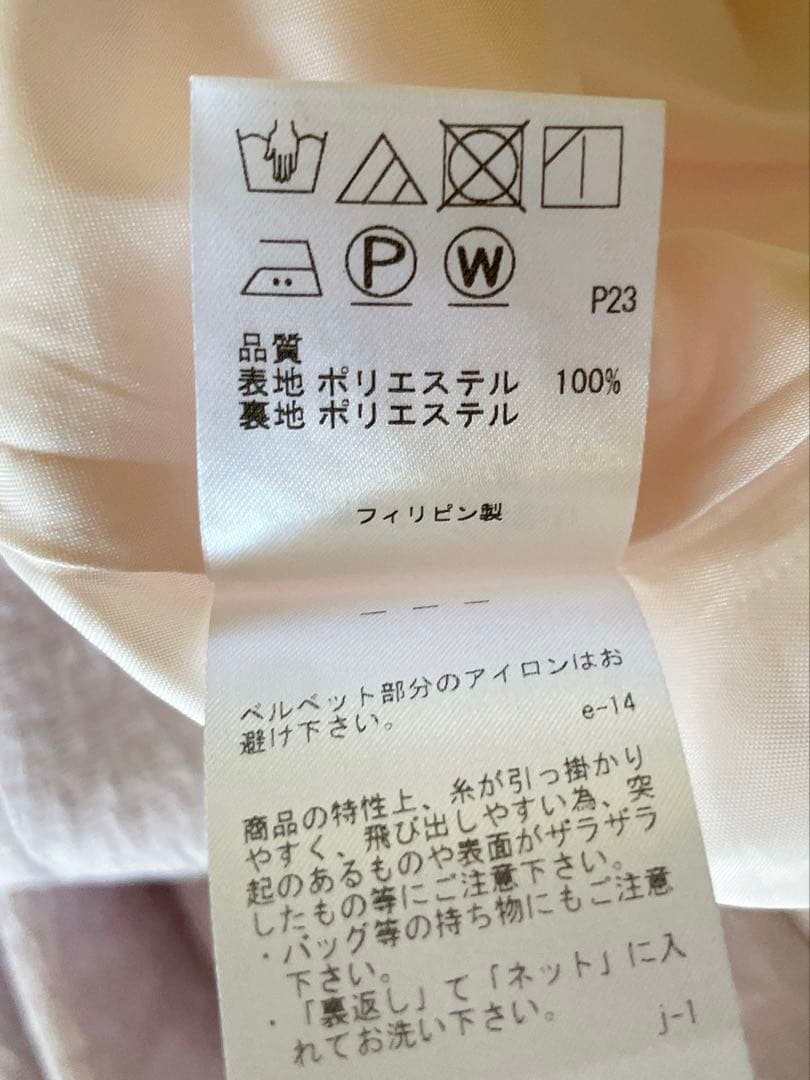 P
W
P23
品質
表地 ポリエステル 100%
裏地 ポリエステル
フィリピン製
ベルベット部分のアイロンはお
避け下さい。 e-14
商品の特性上、糸が引っ掛かり
やすく、飛び出しやすい為、突
起のあるものや表面がザラザラ
したもの等にご注意下さい。
・バッグ等の持ち物にもご注意
下さい。
・「裏返し」て「ネット」に入
れてお洗い下さい。 j-1